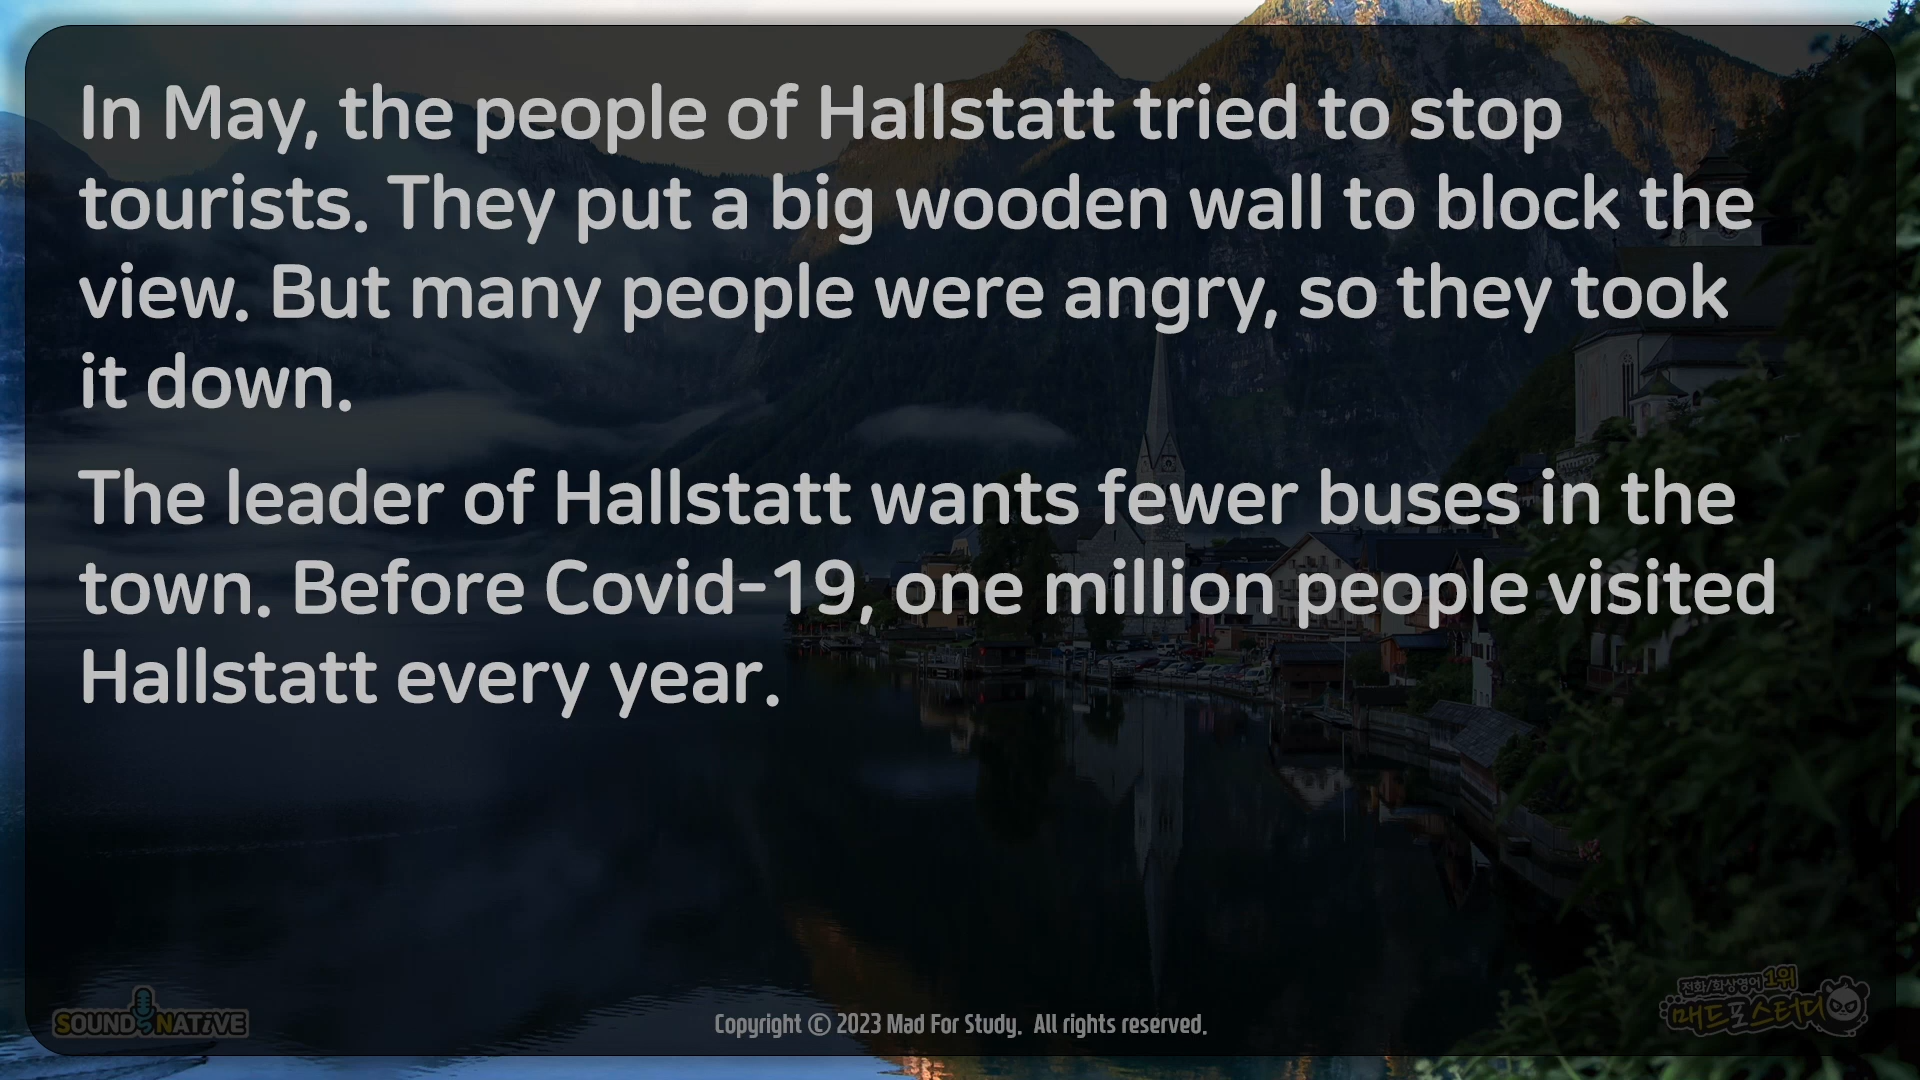 In May, the people of Hallstatt tried to stop
tourists. They put a big wooden wall to block the
view. But many people were angry, so they took
it down.
The leader of Hallstatt wants fewer buses in the
town. Before Covid-19, one million people visited
Hallstatt every year.
SOUND NATIVE
Copyright © 2023 Mad For Study. All rights reserved.
전화/화상영어 1위
매드포스터디